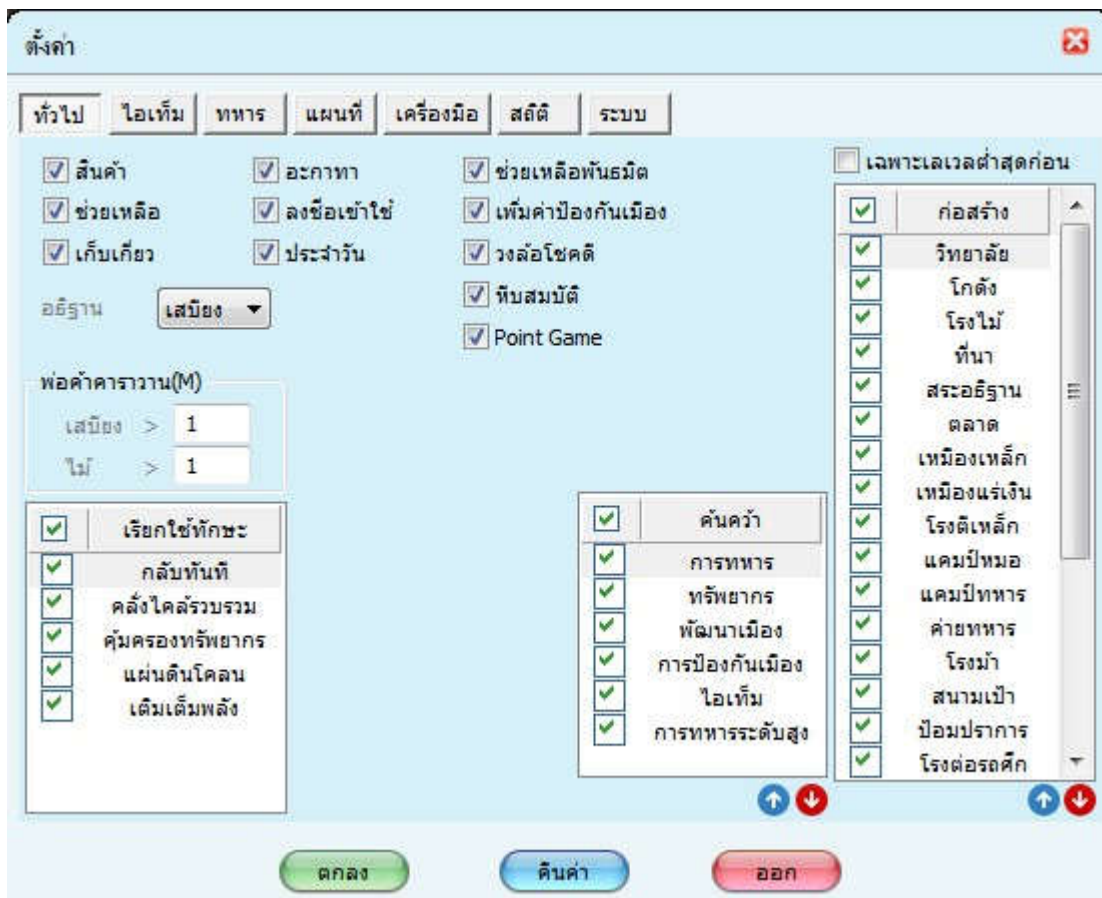 ตั้งค่า
ทั่วไป ไอเท็ม ทหาร แผนที่ เครื่องมือ สถิติ ระบบ
สินค้า อะกาทา ช่วยเหลือพันธมิต
ช่วยเหลือ ลงชื่อเข้าใช้ เพิ่มค่าป้องกันเมือง
เก็บเกี่ยว ประจำวัน วงล้อโชคดี
หีบสมบัติ
Point Game
อธิฐาน เสบียง
พ่อค้าคาราวาน(M)
เสบียง > 1
ไม้ > 1
เรียกใช้ทักษะ
กลับทันที
คลั่งไคล้รวบรวม
คุ้มครองทรัพยากร
แผ่นดินโคลน
เติมเต็มพลัง
ค้นคว้า
การทหาร
ทรัพยากร
พัฒนาเมือง
การป้องกันเมือง
ไอเท็ม
การทหารระดับสูง
เฉพาะเลเวลต่ำสุดก่อน
ก่อสร้าง
วิทยาลัย
โกดัง
โรงไม้
ที่นา
สระอธิฐาน
ตลาด
เหมืองเหล็ก
เหมืองแร่เงิน
โรงตีเหล็ก
แคมป์หมอ
แคมป์ทหาร
ค่ายทหาร
โรงม้า
สนามเป้า
ป้อมปราการ
โรงต่อรถศึก
ตกลง คืนค่า ออก